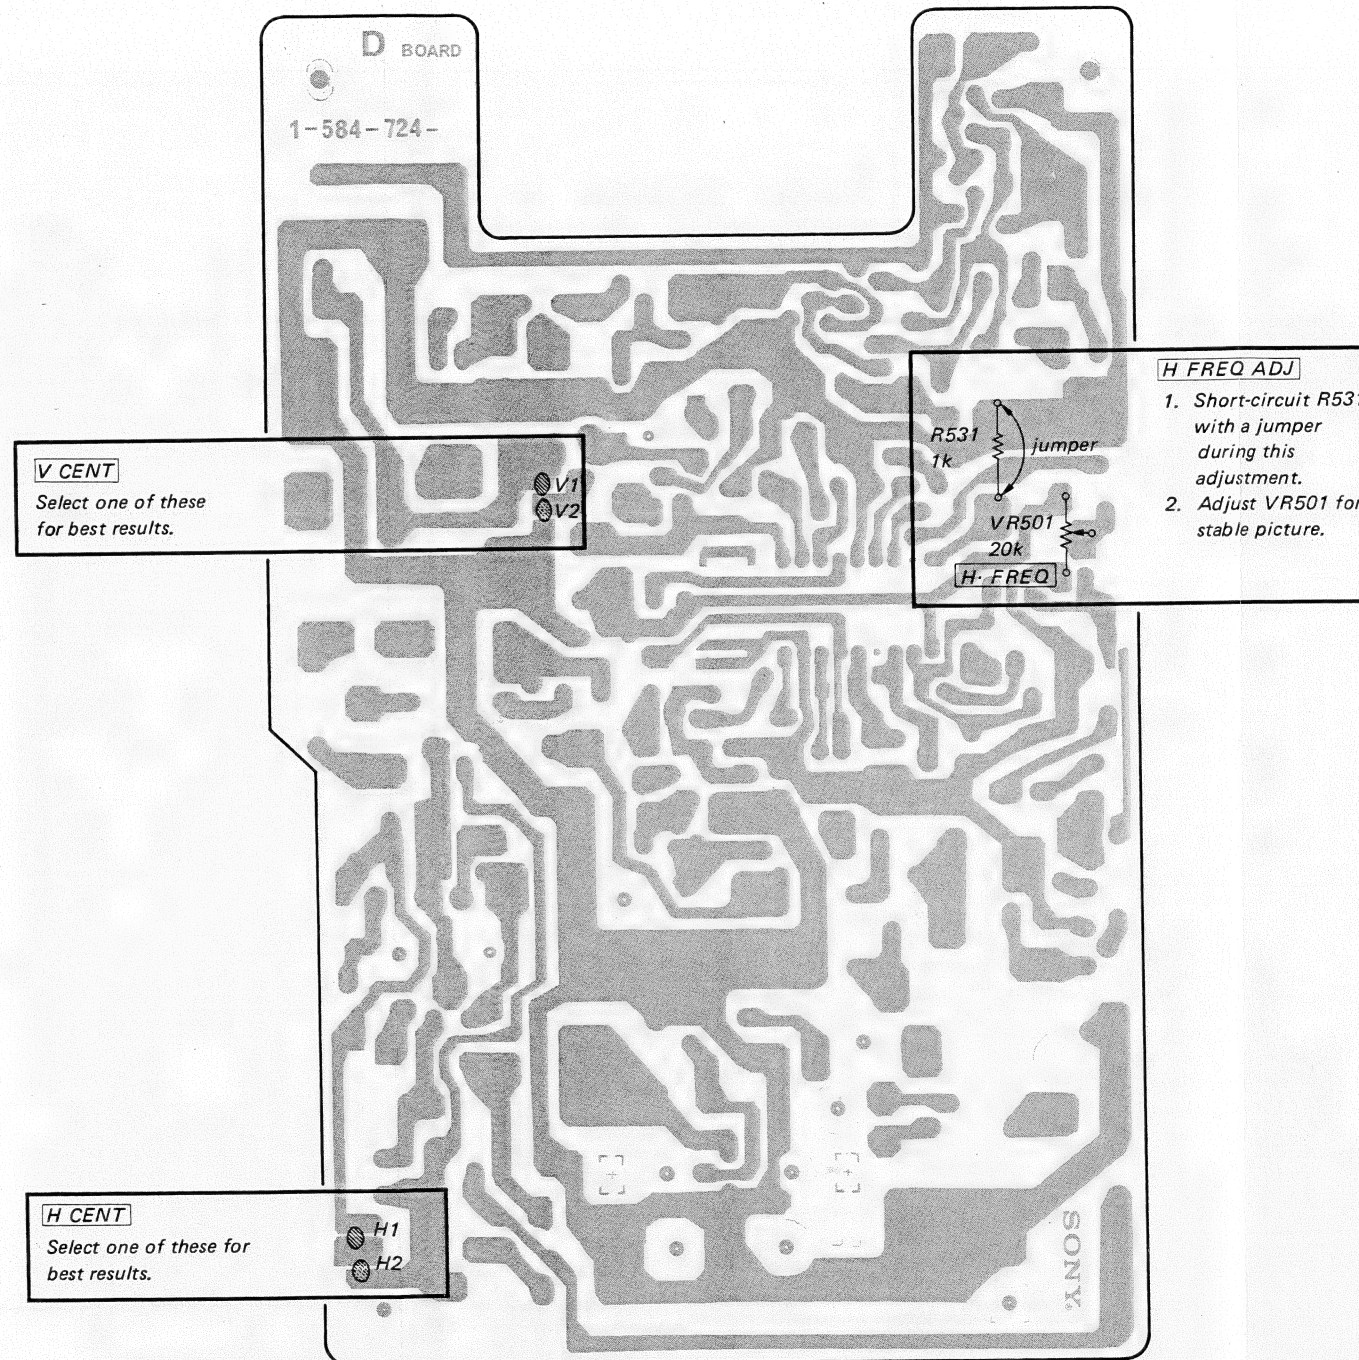 D BOARD
1-584-724-
H FREQ ADJ
1. Short-circuit R531
with a jumper
during this
adjustment.
2. Adjust VR501 for
stable picture.
R531
1k
jumper
VR501
20k
H· FREQ
V CENT
Select one of these
for best results.
V1
V2
H CENT
Select one of these for
best results.
H1
H2
SONY